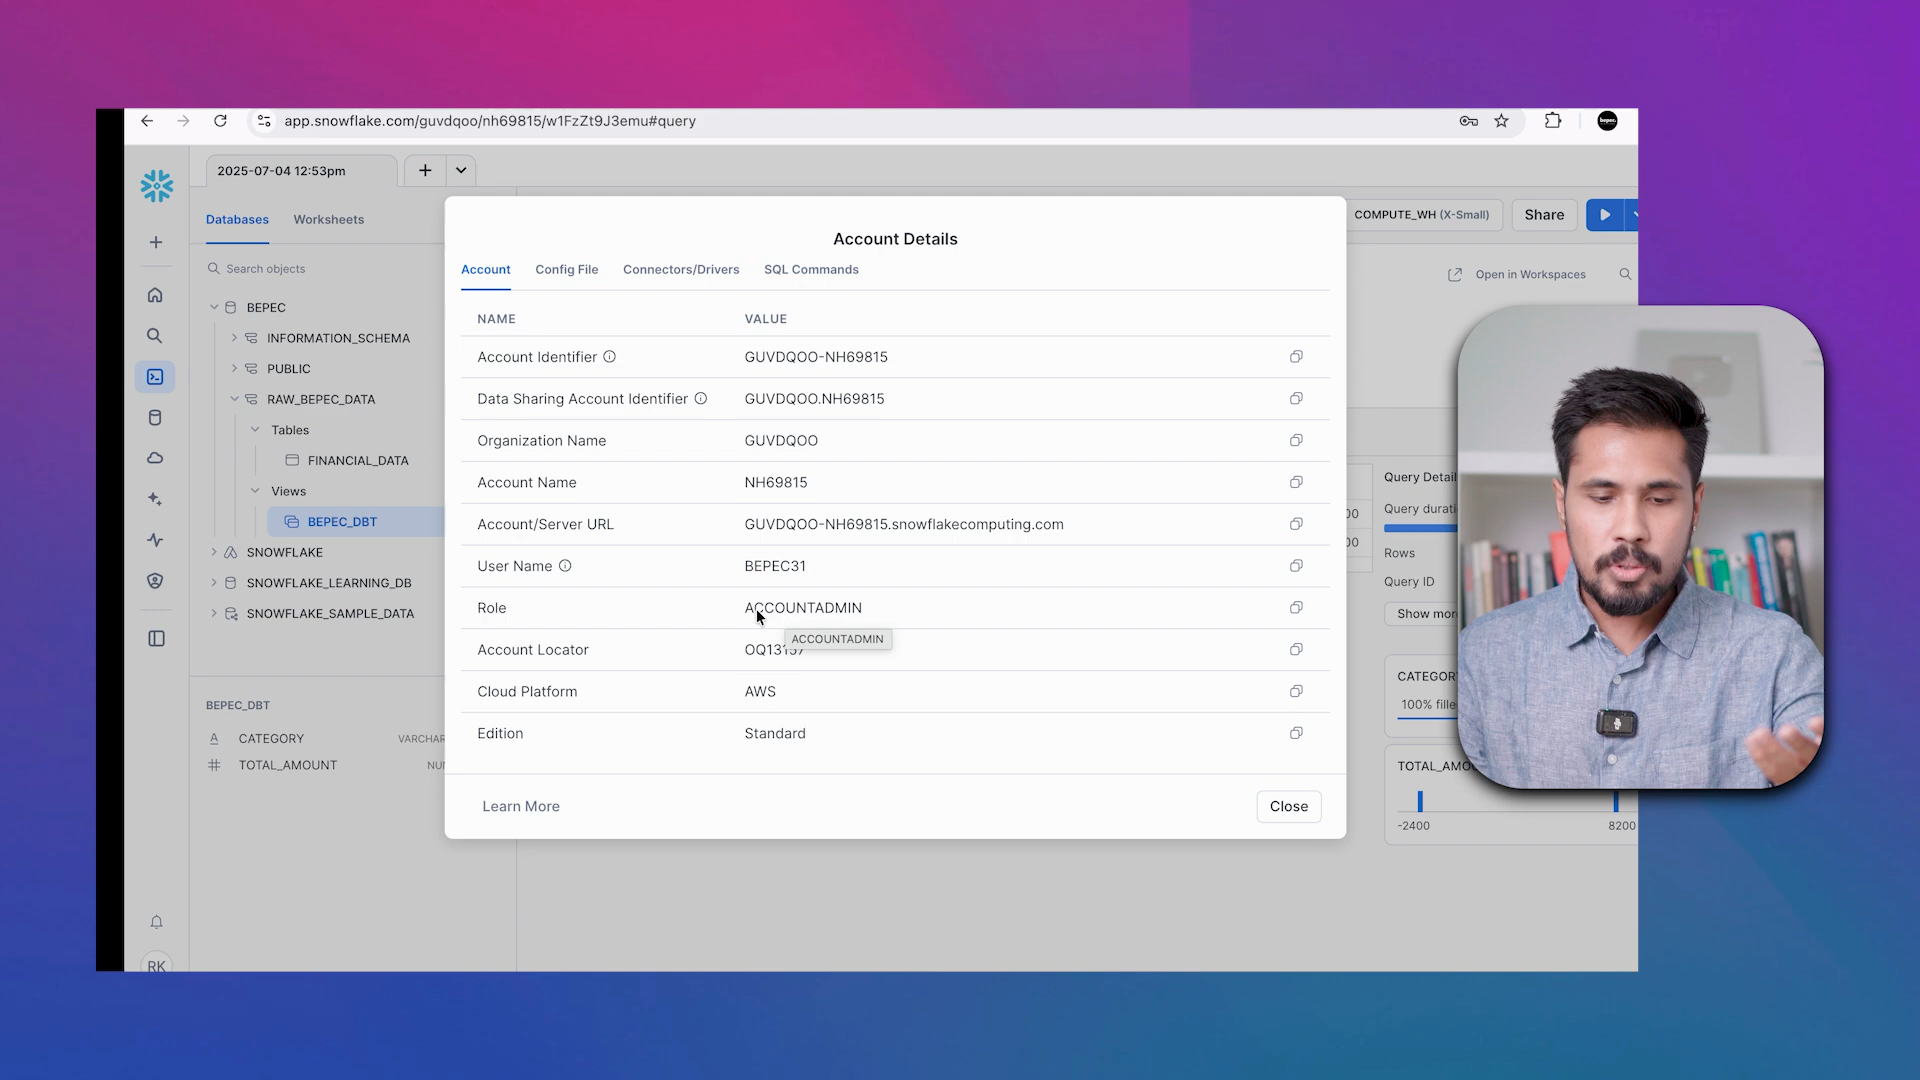 app.snowflake.com/guvdqoo/nh69815/w1FzZt9J3emu#query
bepec.
2025-07-04 12:53pm
Databases Worksheets
COMPUTE_WH (X-Small) Share
Search objects
Open in Workspaces
BEPEC
INFORMATION_SCHEMA
PUBLIC
RAW_BEPEC_DATA
Tables
FINANCIAL_DATA
Views
BEPEC_DBT
SNOWFLAKE
SNOWFLAKE_LEARNING_DB
SNOWFLAKE_SAMPLE_DATA
BEPEC_DBT
CATEGORY VARCHAR
TOTAL_AMOUNT
RK
Account Details
Account Config File Connectors/Drivers SQL Commands
NAME VALUE
Account Identifier GUVDQOO-NH69815
Data Sharing Account Identifier GUVDQOO.NH69815
Organization Name GUVDQOO
Account Name NH69815
Account/Server URL GUVDQOO-NH69815.snowflakecomputing.com
User Name BEPEC31
Role ACCOUNTADMIN
ACCOUNTADMIN
Account Locator
Cloud Platform AWS
Edition Standard
Learn More Close
Query
Query
Rows
Query ID
Show
100%
-2400 8200